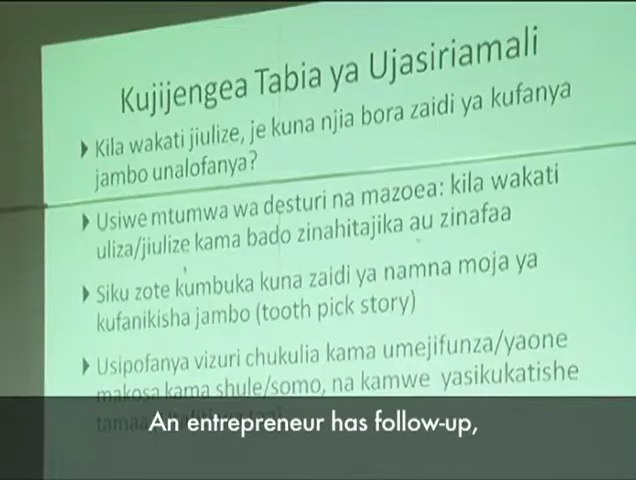 Kujijengea Tabia ya Ujasiriamali
Kila wakati jiulize, je kuna njia bora zaidi ya kufanya
jambo unalofanya?
Usiwe mtumwa wa desturi na mazoea: kila wakati
uliza/jiulize kama bado zinahitajika au zinafaa
Siku zote kumbuka kuna zaidi ya namna moja ya
kufanikisha jambo (tooth pick story)
Usipofanya vizuri chukulia kama umejifunza/yaone
makosa kama shule/somo, na kamwe yasikukatishe
An entrepreneur has follow-up,